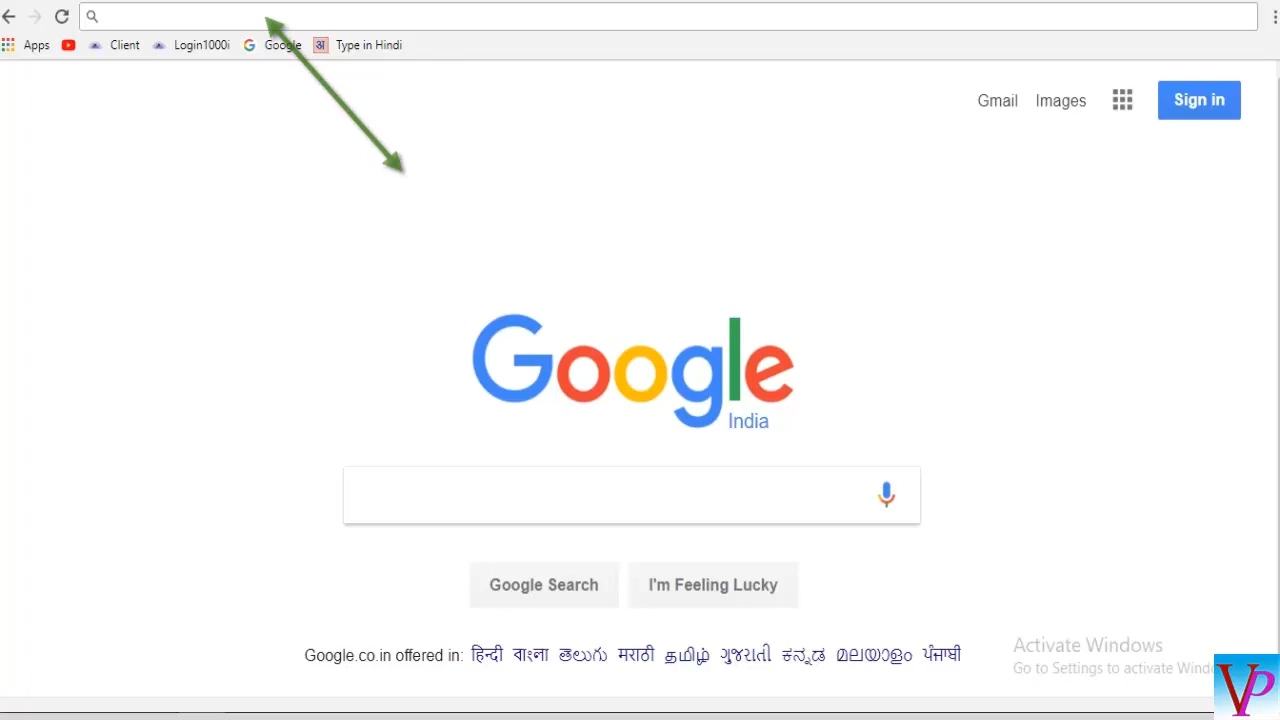 Apps Client Login1000i Google अ Type in Hindi
Gmail Images Sign in
Google
India
Google Search I'm Feeling Lucky
Google.co.in offered in: हिन्दी বাংলা తెలుగు मराठी தமிழ் ગુજરાતી ಕನ್ನಡ മലയാളം ਪੰਜਾਬੀ
Activate Windows
Go to Settings to activate Windo
VP